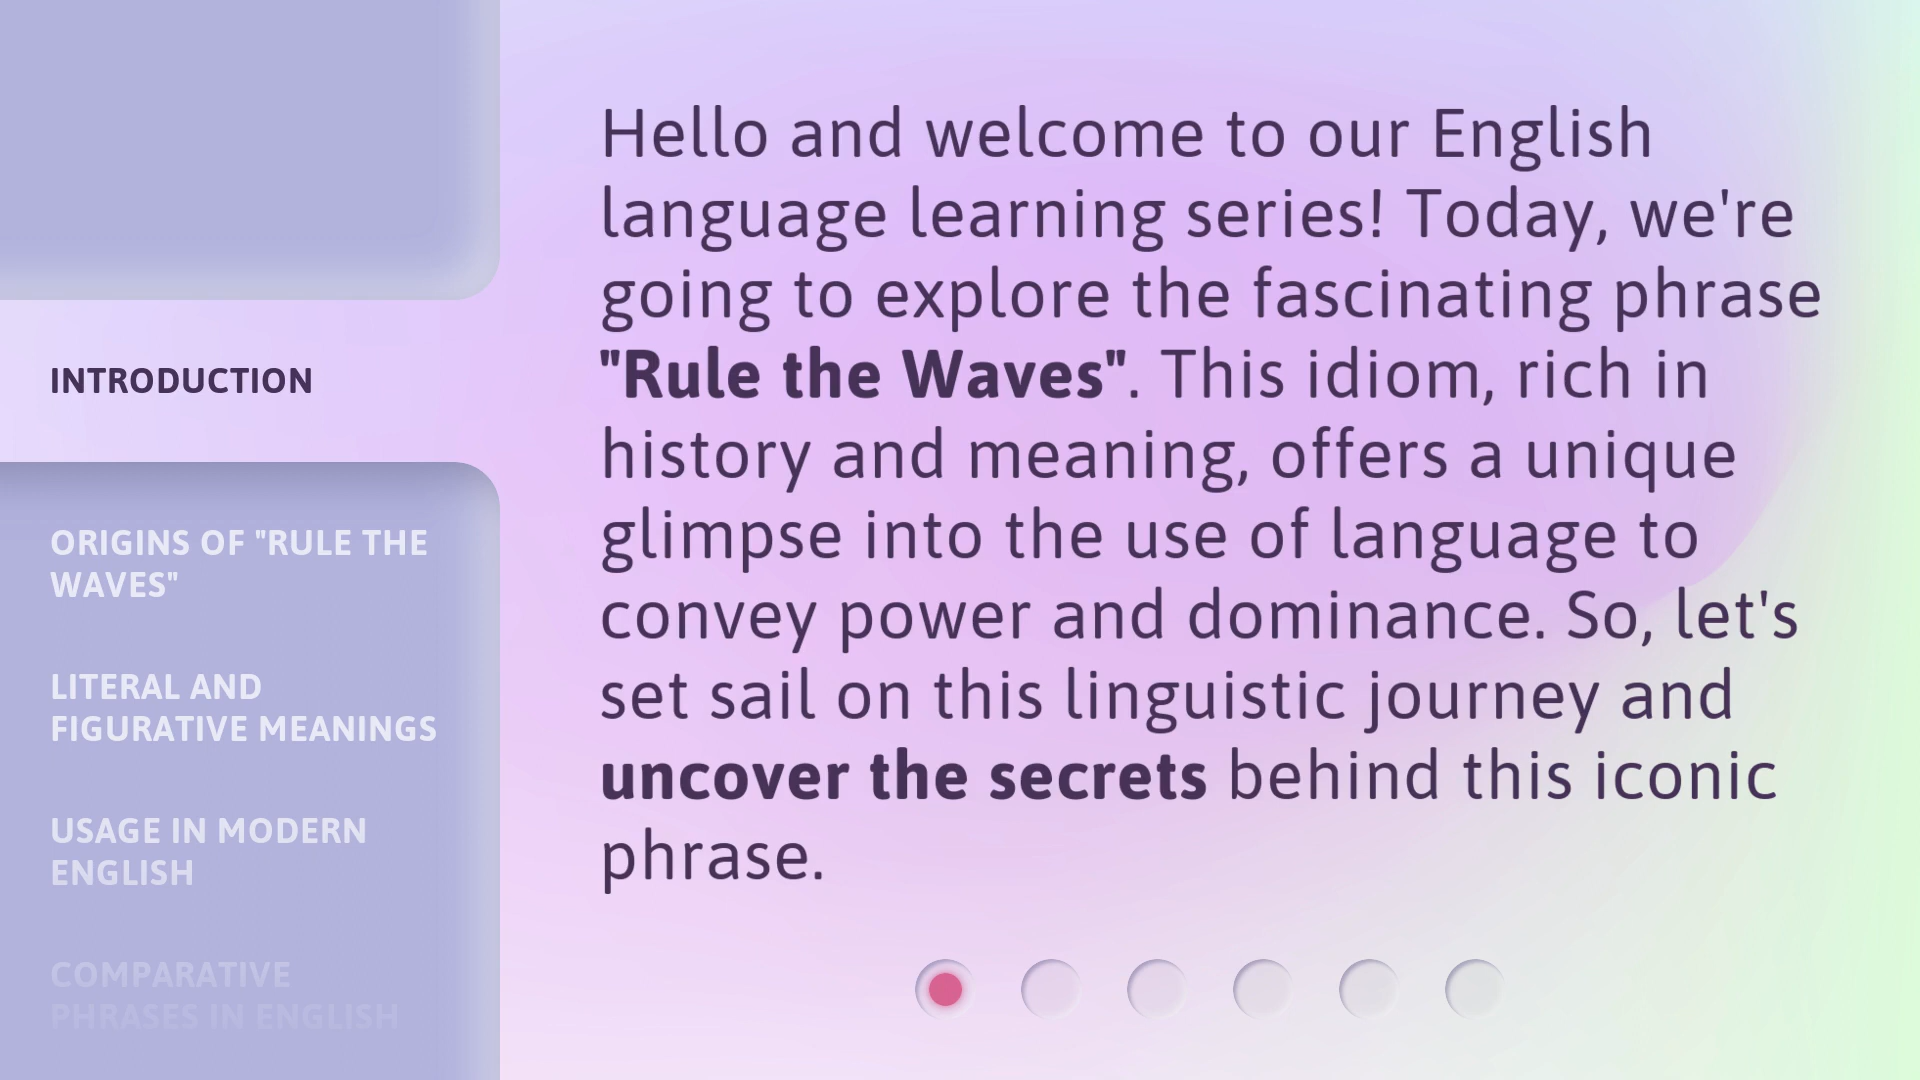 INTRODUCTION
ORIGINS OF "RULE THE
WAVES"
LITERAL AND
FIGURATIVE MEANINGS
USAGE IN MODERN
ENGLISH
COMPARATIVE
PHRASES IN ENGLISH
Hello and welcome to our English
language learning series! Today, we're
going to explore the fascinating phrase
"Rule the Waves". This idiom, rich in
history and meaning, offers a unique
glimpse into the use of language to
convey power and dominance. So, let's
set sail on this linguistic journey and
uncover the secrets behind this iconic
phrase.